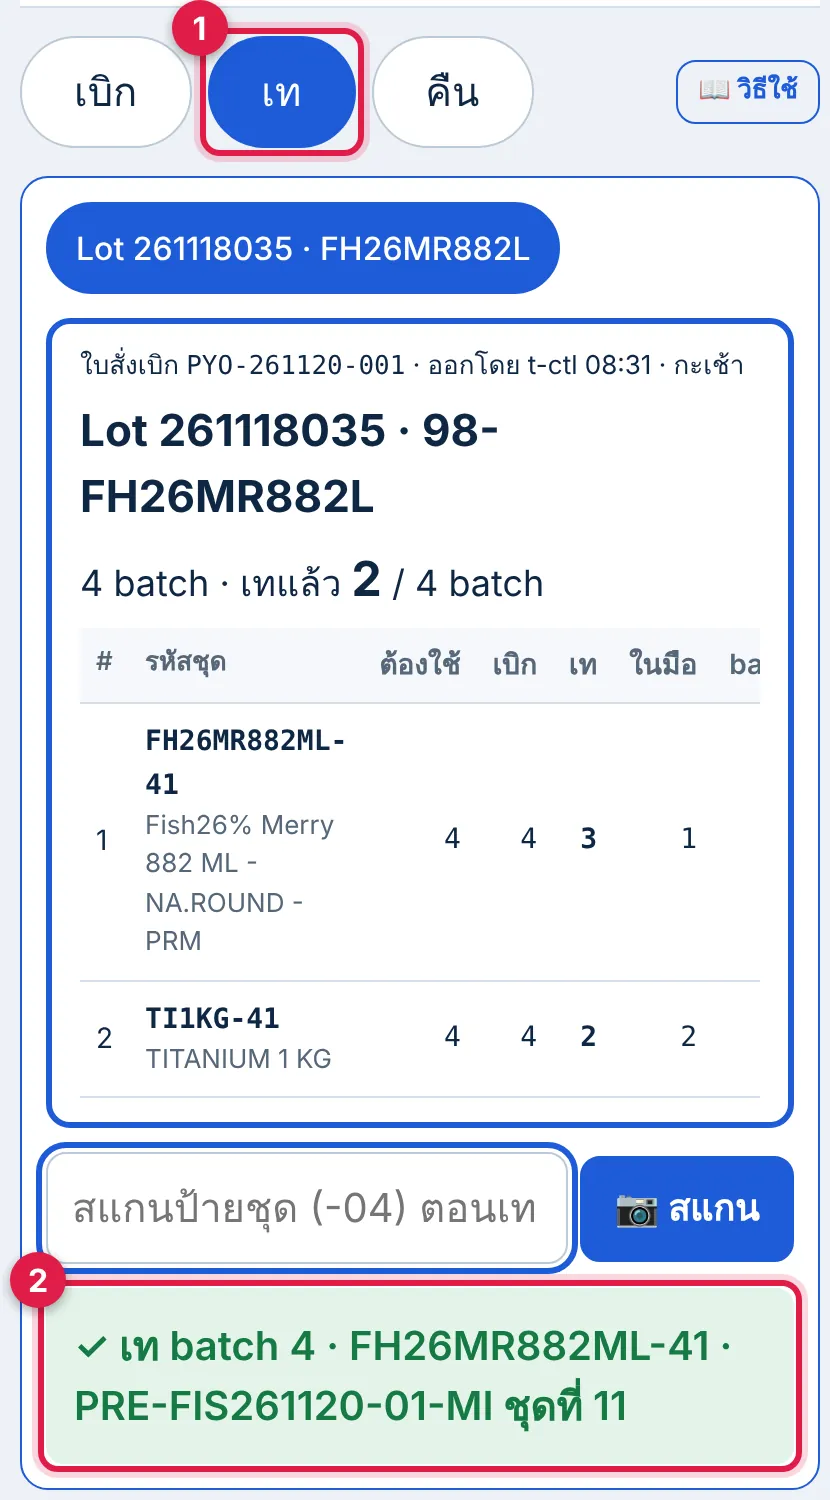 1
เบิก เท คืน 📖 วิธีใช้
Lot 261118035 · FH26MR882L
ใบสั่งเบิก PYO-261120-001 · ออกโดย t-ctl 08:31 · กะเช้า
Lot 261118035 · 98-
FH26MR882L
4 batch · เทแล้ว 2 / 4 batch
# รหัสชุด ต้องใช้ เบิก เท ในมือ ba
FH26MR882ML-
41
Fish26% Merry
882 ML -
NA.ROUND -
PRM
1 4 4 3 1
TI1KG-41
TITANIUM 1 KG
2 4 4 2 2
สแกนป้ายชุด (-04) ตอนเท 📷 สแกน
2
✓ เท batch 4 · FH26MR882ML-41 ·
PRE-FIS261120-01-MI ชุดที่ 11